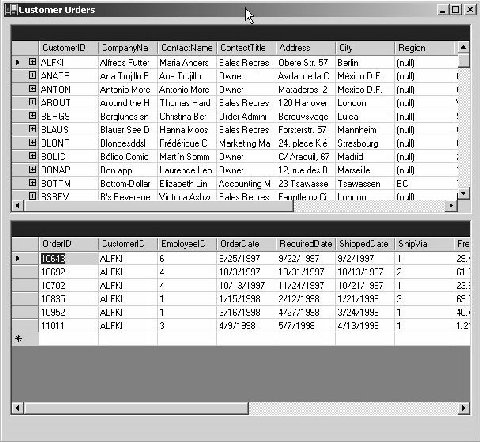 Customer Orders
CustomerID CompanyNa ContactName ContactTitle Address City Region
ALFKI Alfreds Futter Maria Anders Sales Repres Obere Str. 57 Berlin (null)
ANATR Ana Trujillo E Ana Trujillo Owner Avda. de la C México D.F. (null)
ANTON Antonio More Antonio More Owner Mataderos 2 México D.F. (null)
AROUT Around the H Thomas Hard Sales Repres 120 Hanover London (null)
BERGS Berglunds sn Christina Ber Order Admini Berguvsväge Luleå (null)
BLAUS Blauer See D Hanna Moos Sales Repres Forsterstr. 57 Mannheim (null)
BLONP Blondesddsl Frédérique C Marketing Ma 24, place Klé Strasbourg (null)
BOLID Bólido Comic Martín Somm Owner C/Araquil, 67 Madrid (null)
BONAP Bon app Laurence Leb Owner 12, rue des B Marseille (null)
BOTTM Bottom-Dollar Elizabeth Lin Accounting M 23 Tsawasse Tsawassen BC
BSBEV B's Beverage Victoria Ashw Sales Repres Fauntleroy Ci London (null)
OrderID CustomerID EmployeeID OrderDate RequiredDate ShippedDate ShipVia Fre
10643 ALFKI 6 8/25/1997 9/22/1997 9/2/1997 1 29.4
10692 ALFKI 4 10/3/1997 10/31/1997 10/13/1997 2 61.0
10702 ALFKI 4 10/13/1997 11/24/1997 10/21/1997 1 23.9
10835 ALFKI 1 1/15/1998 2/12/1998 1/21/1998 3 69.5
10952 ALFKI 1 3/16/1998 4/27/1998 3/24/1998 1 40.4
11011 ALFKI 3 4/9/1998 5/7/1998 4/13/1998 1 1.21